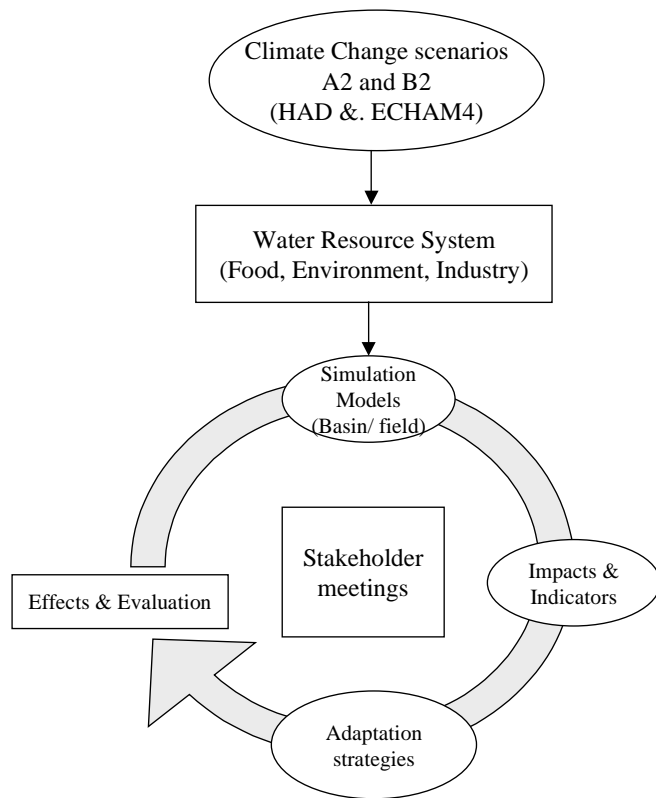 Climate Change scenarios
A2 and B2
(HAD &. ECHAM4)
Water Resource System
(Food, Environment, Industry)
Simulation
Models
(Basin/ field)
Stakeholder
meetings
Impacts &
Indicators
Effects & Evaluation
Adaptation
strategies